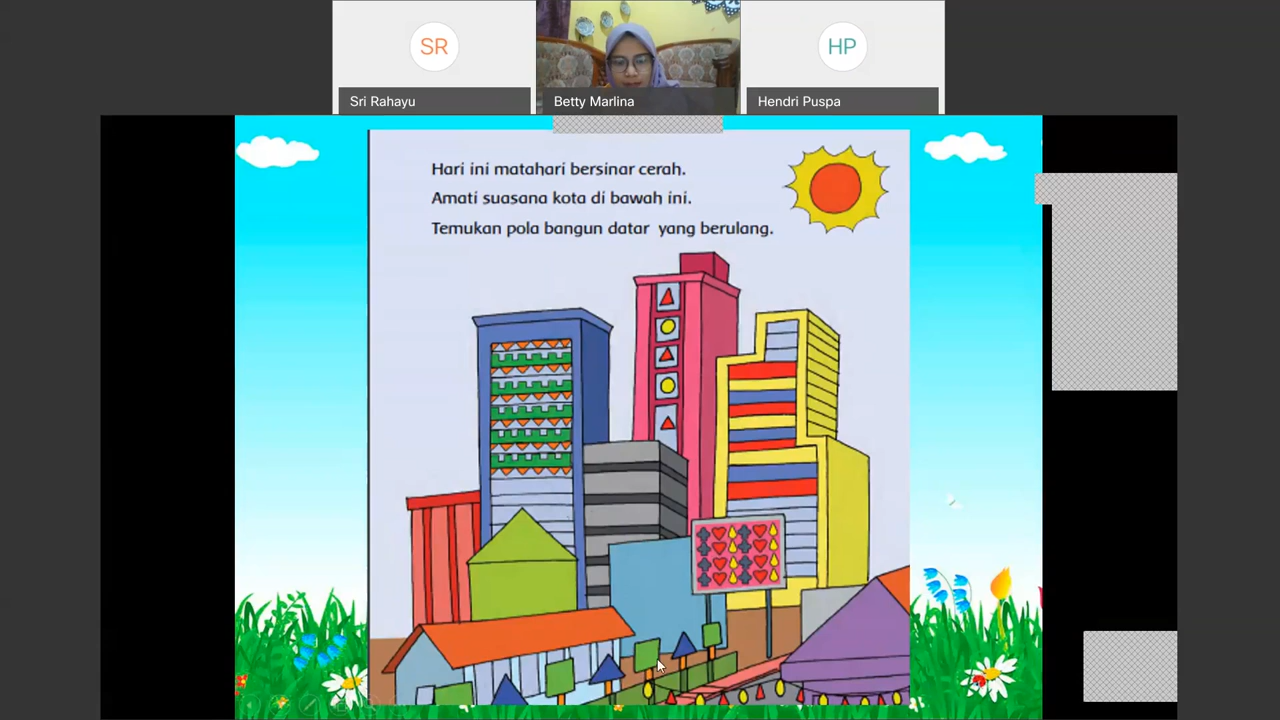 SR
HP
Sri Rahayu
Betty Marlina
Hendri Puspa
Hari ini matahari bersinar cerah.
Amati suasana kota di bawah ini.
Temukan pola bangun datar yang berulang.